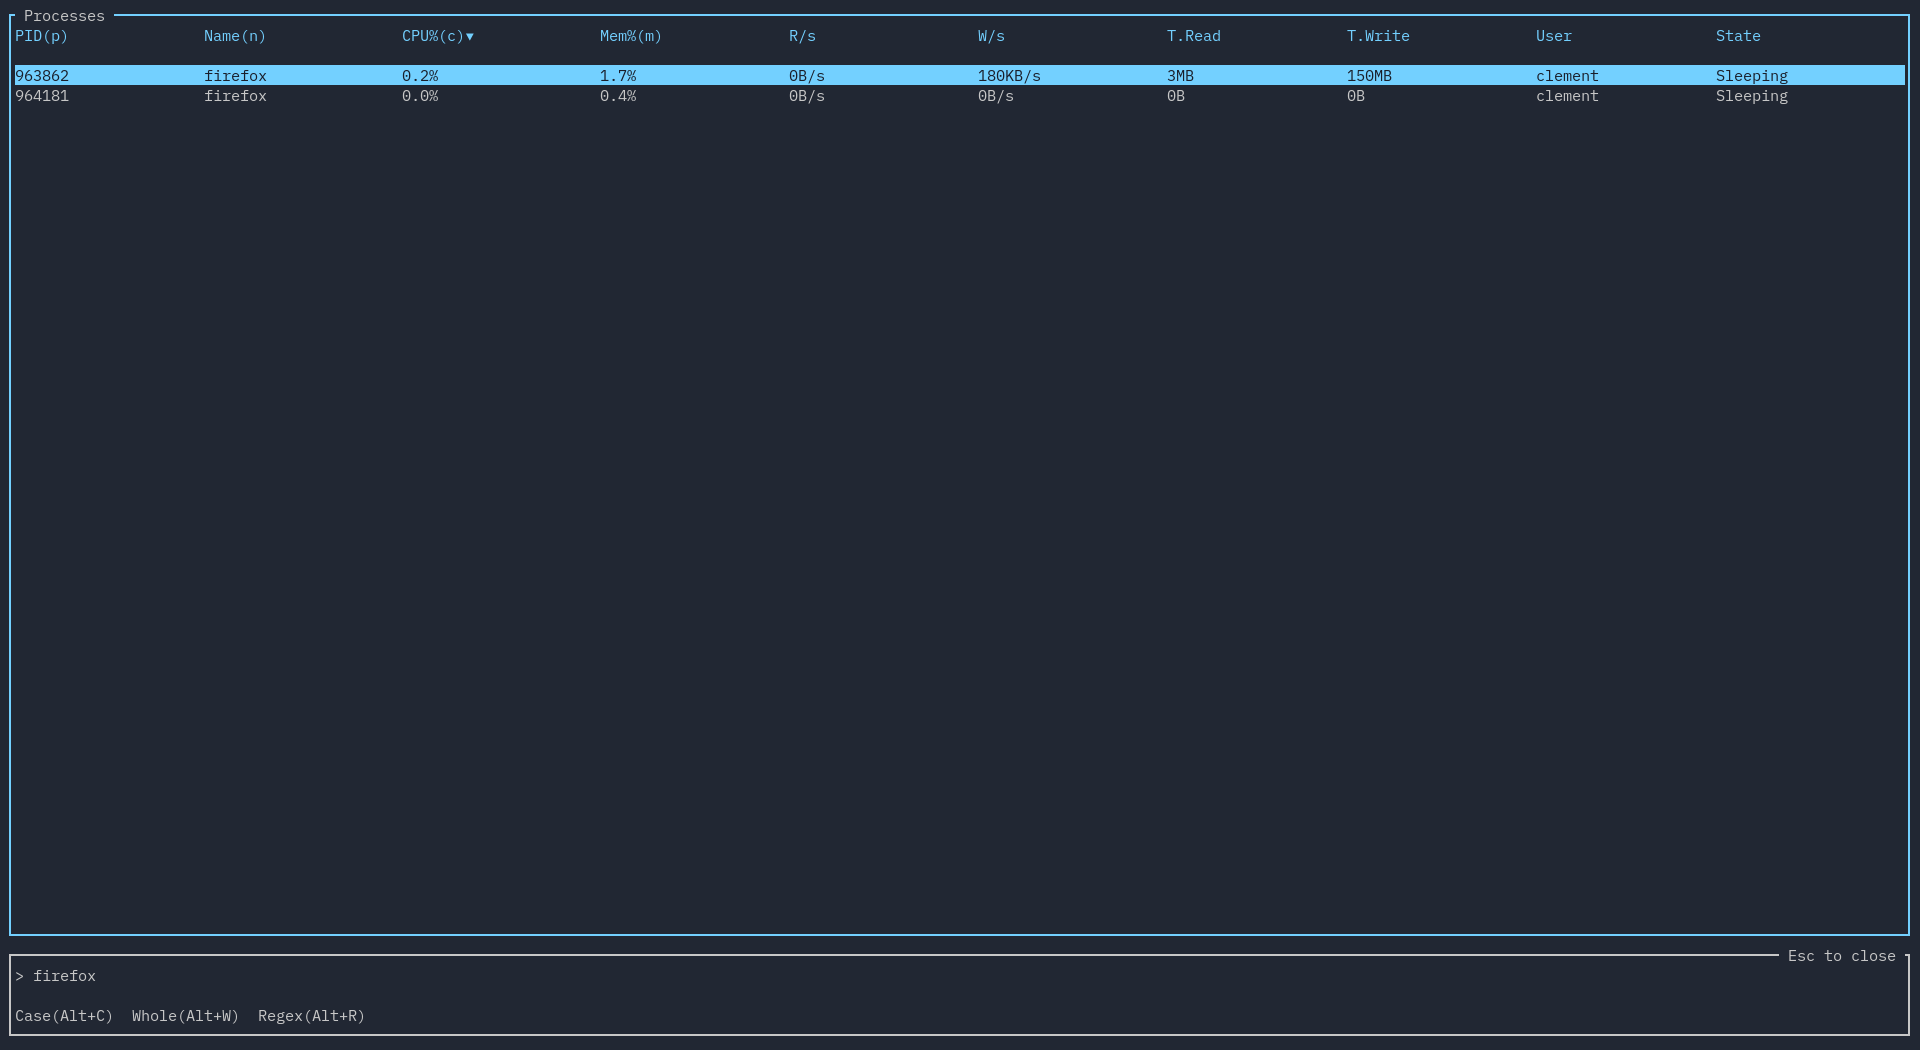 Processes
PID(p) Name(n) CPU%(c)▼ Mem%(m) R/s W/s T.Read T.Write User State
963862 firefox 0.2% 1.7% 0B/s 180KB/s 3MB 150MB clement Sleeping
964181 firefox 0.0% 0.4% 0B/s 0B/s 0B 0B clement Sleeping
Esc to close
> firefox
Case(Alt+C) Whole(Alt+W) Regex(Alt+R)